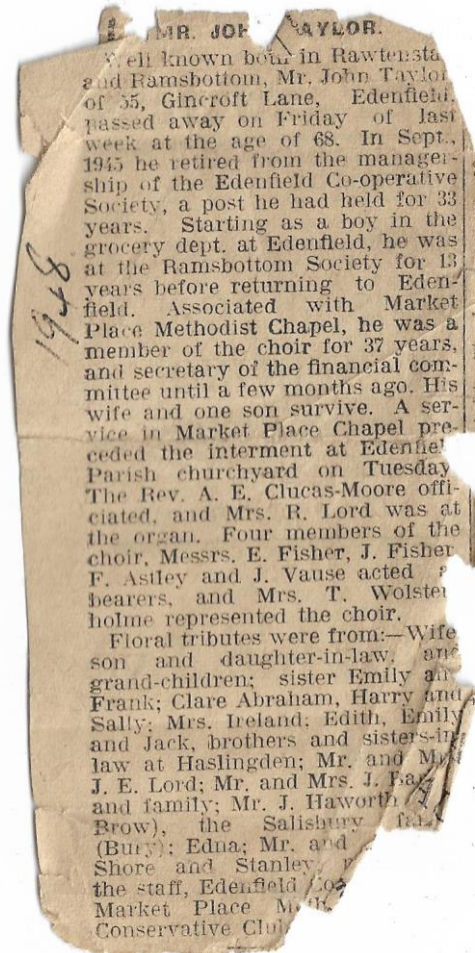 MR. JOHN TAYLOR.
Well known both in Rawtensta
and Ramsbottom, Mr. John Taylor
of 55, Gincroft Lane, Edenfield,
passed away on Friday of last
week at the age of 68. In Sept.,
1945 he retired from the manager-
ship of the Edenfield Co-operative
Society, a post he had held for 33
years. Starting as a boy in the
grocery dept. at Edenfield, he was
at the Ramsbottom Society for 13
years before returning to Eden-
field. Associated with Market
Place Methodist Chapel, he was a
member of the choir for 37 years,
and secretary of the financial com-
mittee until a few months ago. His
wife and one son survive. A ser-
vice in Market Place Chapel pre-
ceded the interment at Edenfiel
Parish churchyard on Tuesday
The Rev. A. E. Clucas-Moore offi-
ciated, and Mrs. R. Lord was at
the organ. Four members of the
choir, Messrs. E. Fisher, J. Fisher
F. Astley and J. Vause acted
bearers, and Mrs. T. Wolster
holme represented the choir.
Floral tributes were from:—Wife
son and daughter-in-law, and
grand-children; sister Emily an
Frank; Clare Abraham, Harry and
Sally; Mrs. Ireland; Edith, Emily
and Jack, brothers and sisters-in
law at Haslingden; Mr. and Mr
J. E. Lord; Mr. and Mrs. J.
and family; Mr. J. Haworth
Brow), the Salisbury
(Bury); Edna; Mr. and
Shore and Stanley
the staff, Edenfield Co
Market Place Meth
Conservative Club
1948